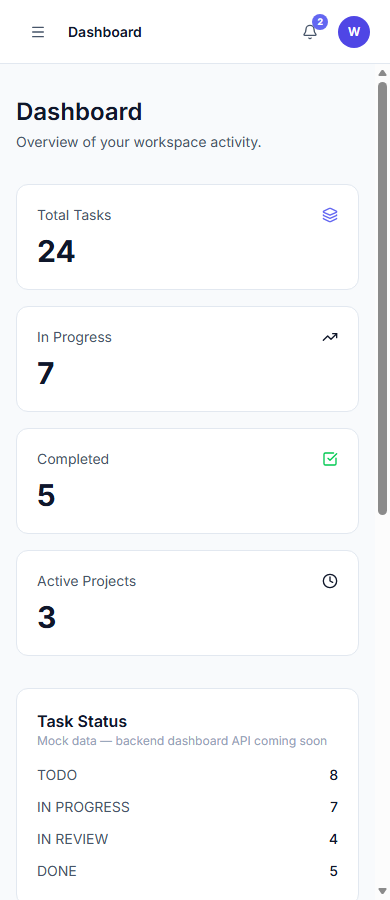 Dashboard
2
W
Dashboard
Overview of your workspace activity.
Total Tasks
24
In Progress
7
Completed
5
Active Projects
3
Task Status
Mock data — backend dashboard API coming soon
TODO 8
IN PROGRESS 7
IN REVIEW 4
DONE 5